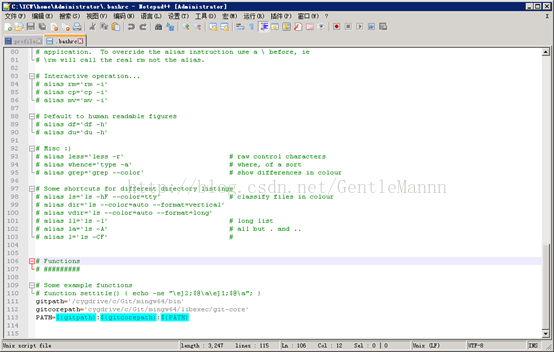 C:\ICW\home\Administrator\.bashrc - Notepad++ [Administrator]
文件(F) 编辑(E) 搜索(S) 视图(V) 编码(N) 语言(L) 设置(T) 工具(O) 宏(M) 运行(R) 插件(P) 窗口(W) ?
profile .bashrc
80 # application. To override the alias instruction use a \ before, ie
81 # \rm will call the real rm not the alias.
82
83 # Interactive operation...
84 # alias rm='rm -i'
85 # alias cp='cp -i'
86 # alias mv='mv -i'
87
88 # Default to human readable figures
89 # alias df='df -h'
90 # alias du='du -h'
91
92 # Misc :)
93 # alias less='less -r' # raw control characters
94 # alias whence='type -a' # where, of a sort
95 # alias grep='grep --color' # show differences in colour
96
97 # Some shortcuts for different directory listings
98 # alias ls='ls -hF --color=tty' # classify files in colour
99 # alias dir='ls --color=auto --format=vertical'
100 # alias vdir='ls --color=auto --format=long'
101 # alias ll='ls -l' # long list
102 # alias la='ls -A' # all but . and ..
103 # alias l='ls -CF' #
104
105
106 # Functions
107 # #########
108
109 # Some example functions
110 # function settitle() { echo -ne "\e]2;$@\a\e]1;$@\a"; }
111 gitpath='/cygdrive/c/Git/mingw64/bin'
112 gitcorepath='/cygdrive/c/Git/mingw64/libexec/git-core'
113 PATH=${gitpath}:${gitcorepath}:${PATH}
http://blog.csdn.net/GentleMannn
Unix script file length : 3,247 lines : 115 Ln : 106 Col : 12 Sel : 0 | 0 Unix (LF) UTF-8 INS